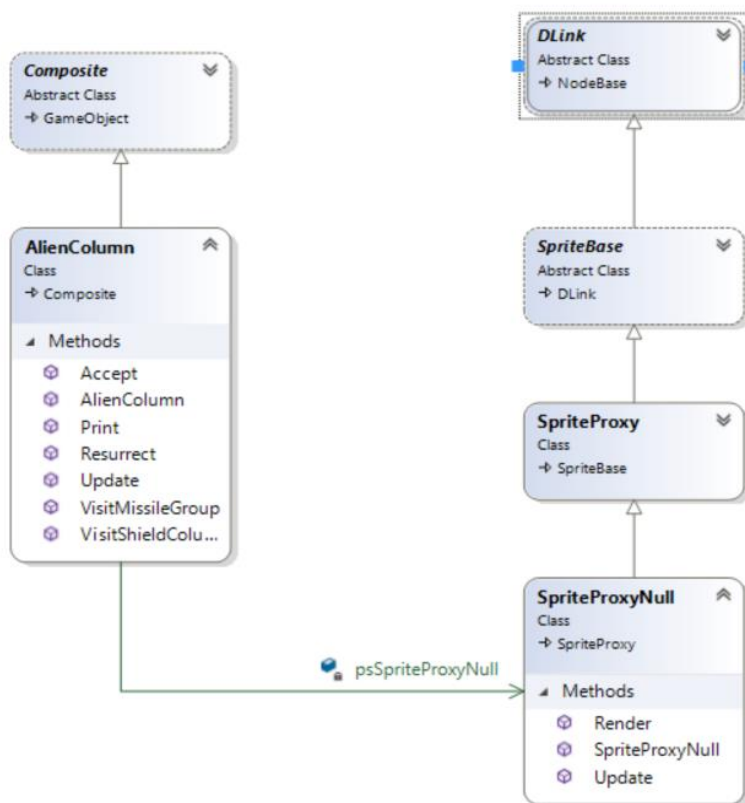 Composite
Abstract Class
GameObject
AlienColumn
Class
Composite
Methods
Accept
AlienColumn
Print
Resurrect
Update
VisitMissileGroup
VisitShieldColu...
psSpriteProxyNull
DLink
Abstract Class
NodeBase
SpriteBase
Abstract Class
DLink
SpriteProxy
Class
SpriteBase
SpriteProxyNull
Class
SpriteProxy
Methods
Render
SpriteProxyNull
Update